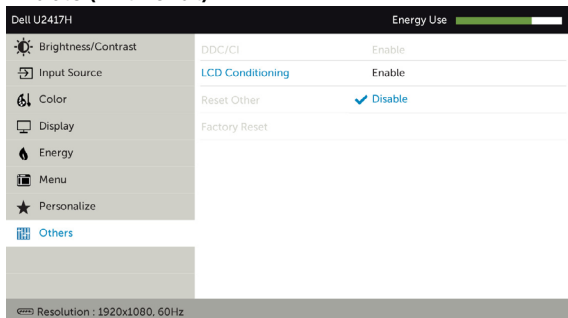 Dell U2417H Energy Use
Brightness/Contrast
Input Source
Color
Display
Energy
Menu
Personalize
Others
DDC/CI Enable
LCD Conditioning Enable
Reset Other Disable
Factory Reset
Resolution : 1920x1080, 60Hz